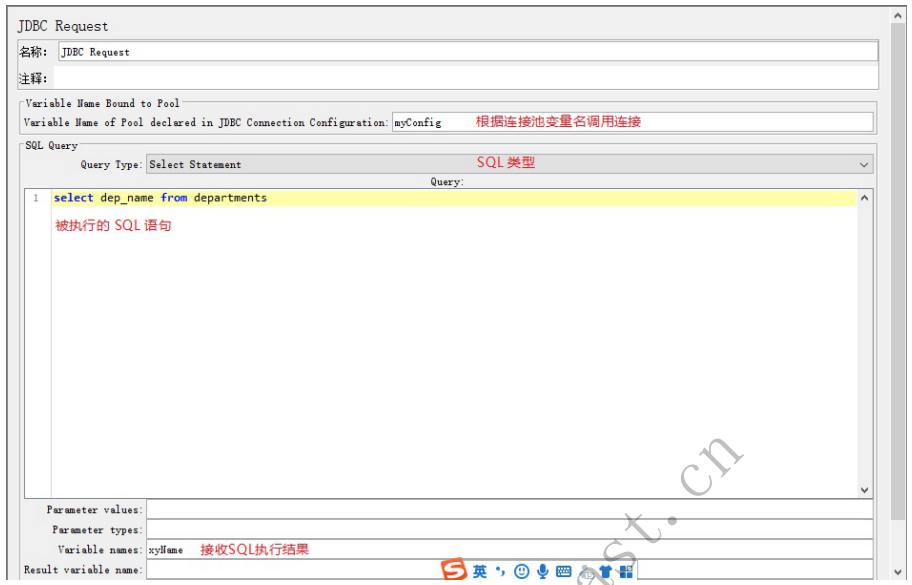 JDBC Request
名称: JDBC Request
注释:
Variable Name Bound to Pool
Variable Name of Pool declared in JDBC Connection Configuration: myConfig 根据连接池变量名调用连接
SQL Query
Query Type: Select Statement SQL 类型
Query:
1 select dep_name from departments
被执行的 SQL 语句
Parameter values:
Parameter types:
Variable names: xyName 接收SQL执行结果
Result variable name:
英
ast.cn